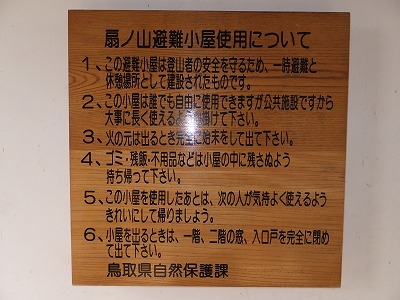 扇ノ山避難小屋使用について
1、この避難小屋は登山者の安全を守るため、一時避難と
休憩場所として建設されたものです。
2、この小屋は誰でも自由に使用できますが公共施設ですから
大事に長く使えると 掛けて下さい。
3、火の元は出るとき完全に始末をして出て下さい。
4、ゴミ・残飯・不用品などは小屋の中に残さぬよう
持ち帰って下さい。
5、この小屋を使用したあとは、次の人が気持よく使えるよう
きれいにして帰りましょう。
6、小屋を出るときは、一階、二階の窓、入口戸を完全に閉め
て出て下さい。
鳥取県自然保護課